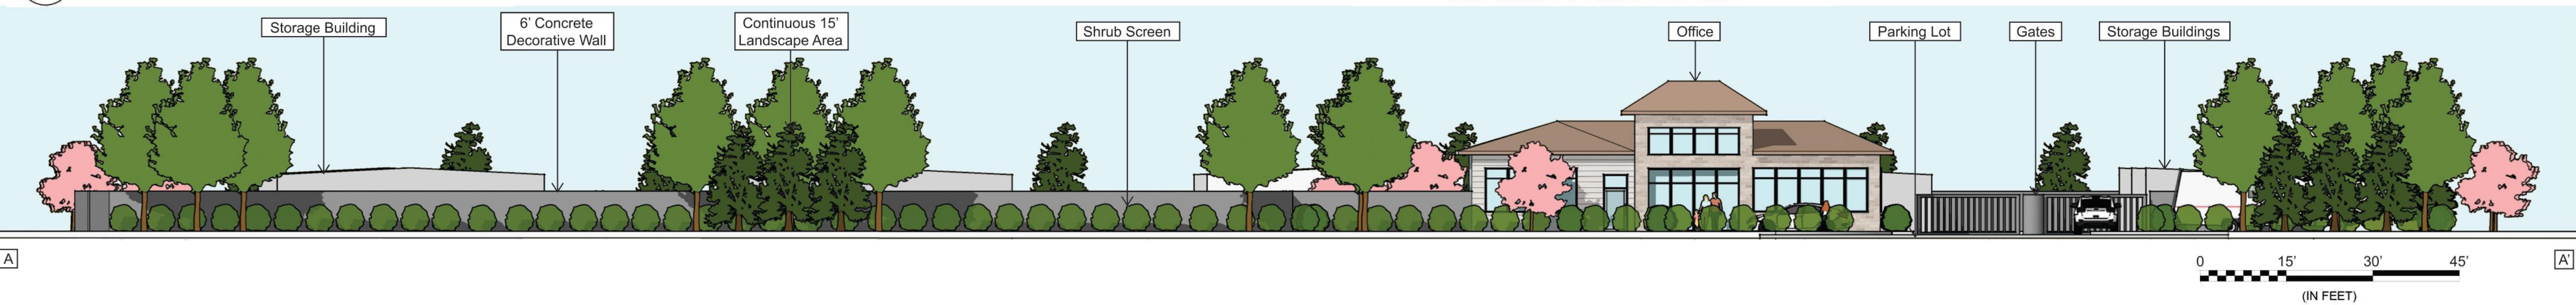 Storage Building
6' Concrete
Decorative Wall
Continuous 15'
Landscape Area
Shrub Screen
Office
Parking Lot
Gates
Storage Buildings
A
A'
0 15' 30' 45'
(IN FEET)